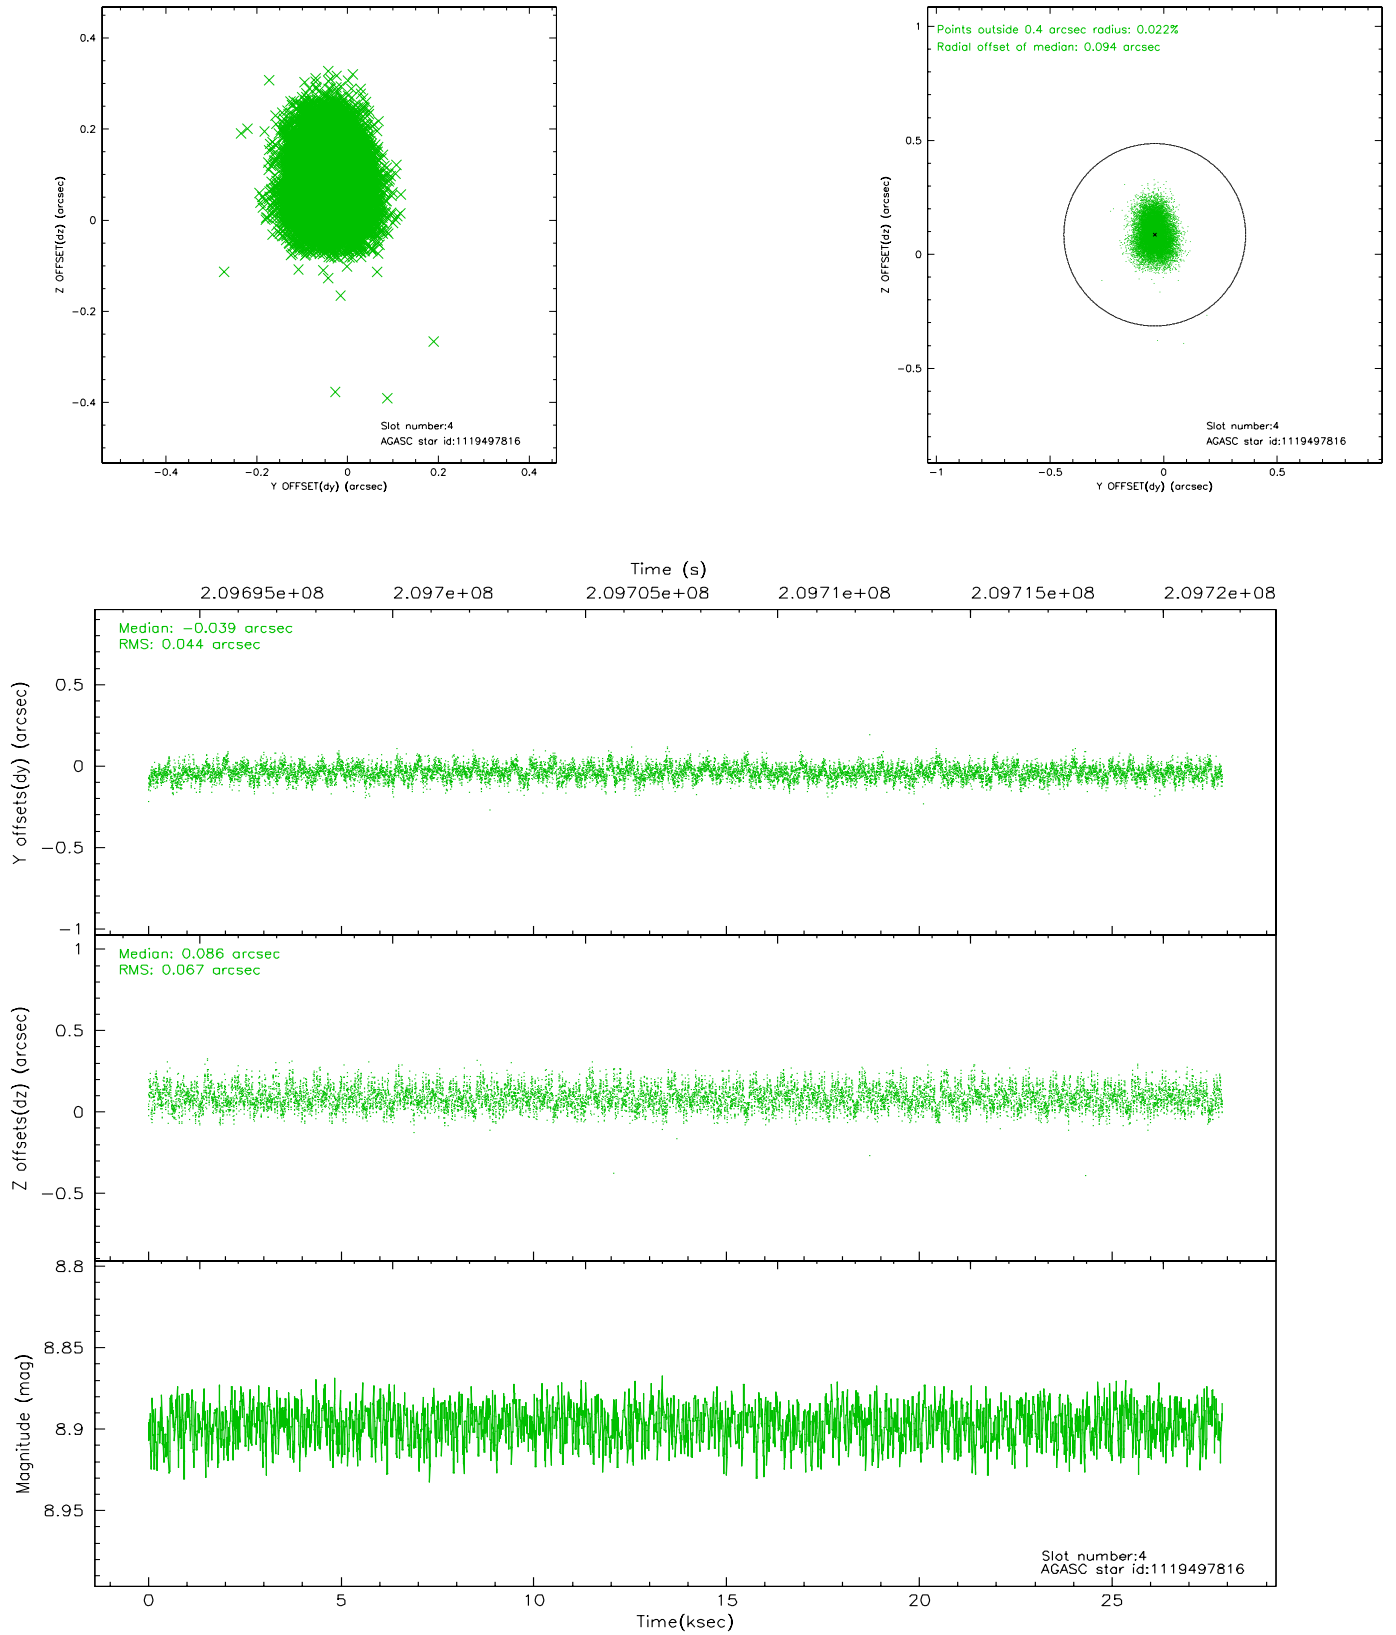 0.4
0.2
0
−0.2
−0.4
Z OFFSET(dz) (arcsec)
Slot number:4
AGASC star id:1119497816
−0.4
−0.2
0
0.2
0.4
Y OFFSET(dy) (arcsec)
Points outside 0.4 arcsec radius: 0.022%
Radial offset of median: 0.094 arcsec
1
0.5
0
−0.5
Z OFFSET(dz) (arcsec)
Slot number:4
AGASC star id:1119497816
−1
−0.5
0
0.5
Y OFFSET(dy) (arcsec)
Time (s)
2.09695e+08
2.097e+08
2.09705e+08
2.0971e+08
2.09715e+08
2.0972e+08
Median: −0.039 arcsec
RMS: 0.044 arcsec
0.5
0
−0.5
−1
Y offsets(dy) (arcsec)
Median: 0.086 arcsec
RMS: 0.067 arcsec
1
0.5
0
−0.5
Z offsets(dz) (arcsec)
8.8
8.85
8.9
8.95
Magnitude (mag)
Slot number:4
AGASC star id:1119497816
0
5
10
15
20
25
Time(ksec)